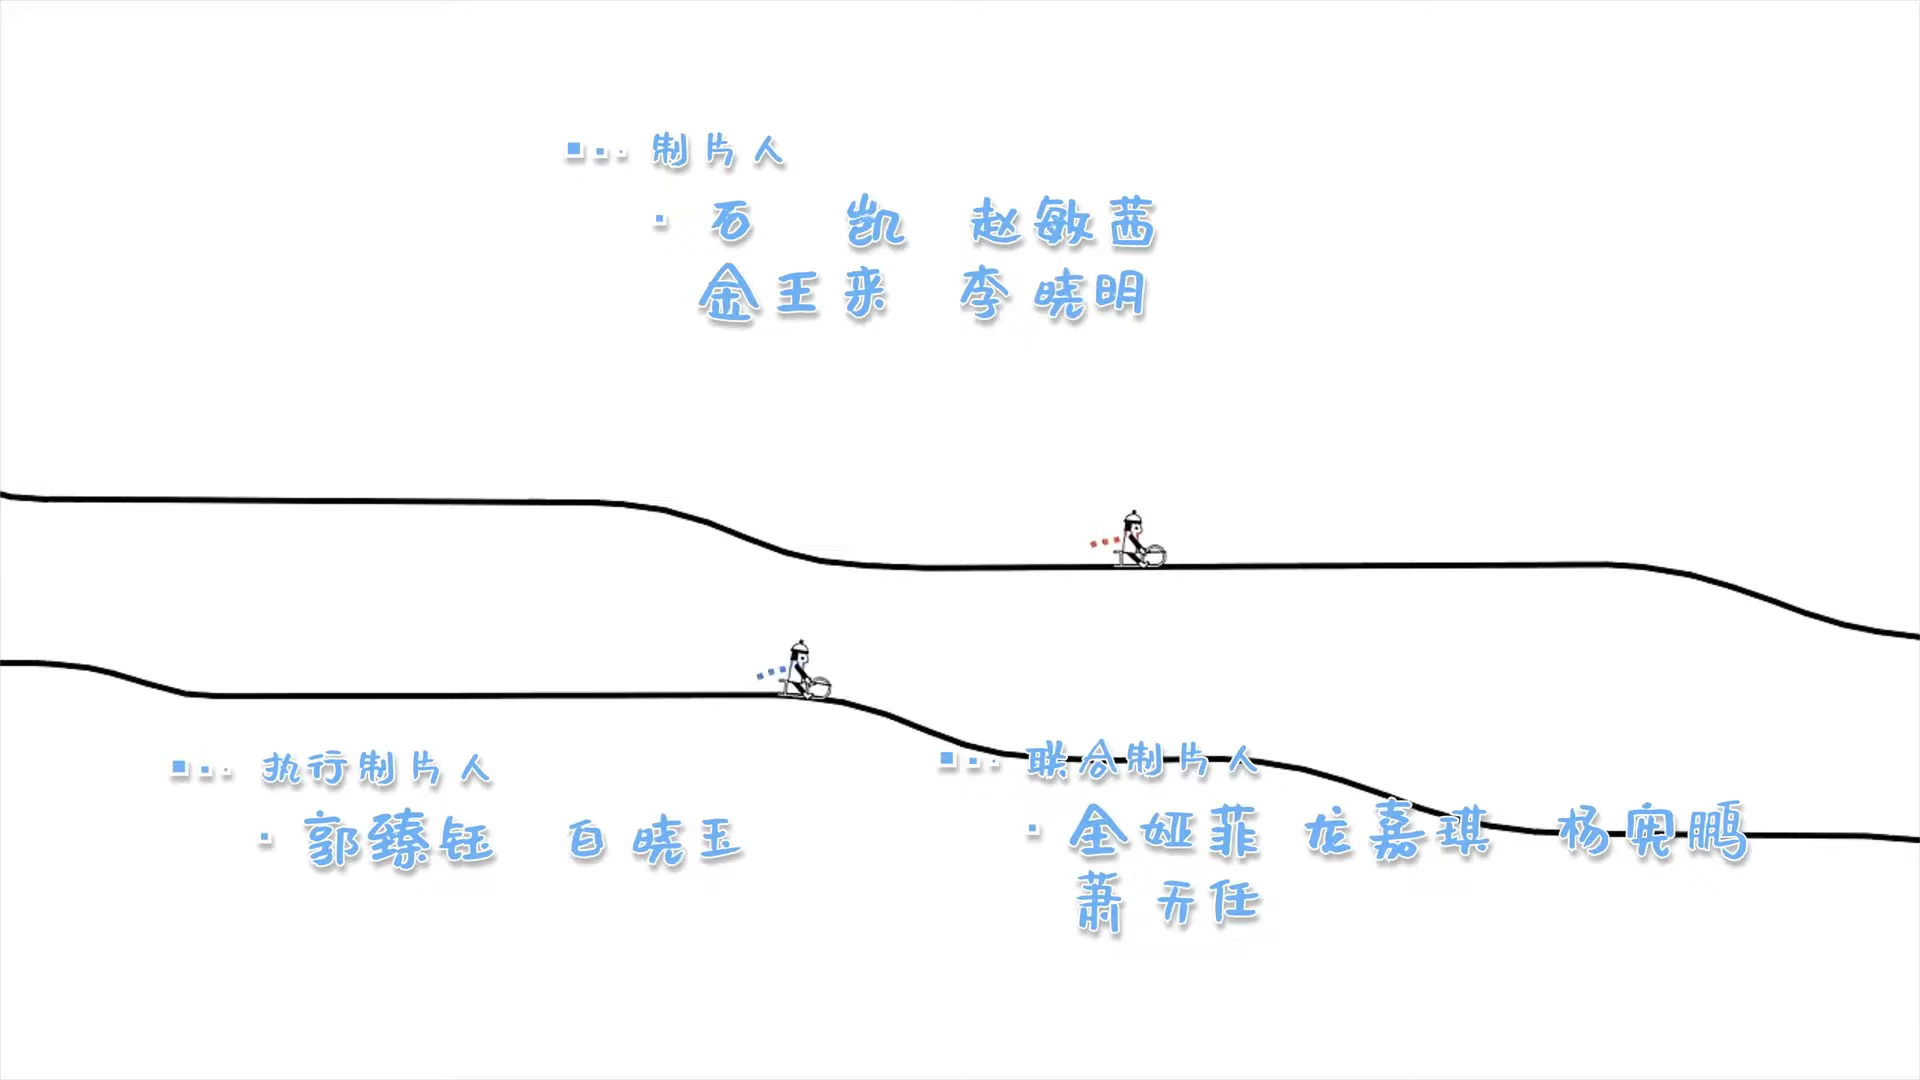 制片人
石 凯 赵敏茜
金王来 李晓明
执行制片人
郭臻钰 白晓玉
联合制片人
全娅菲 龙嘉琪 杨宪鹏
萧 天任